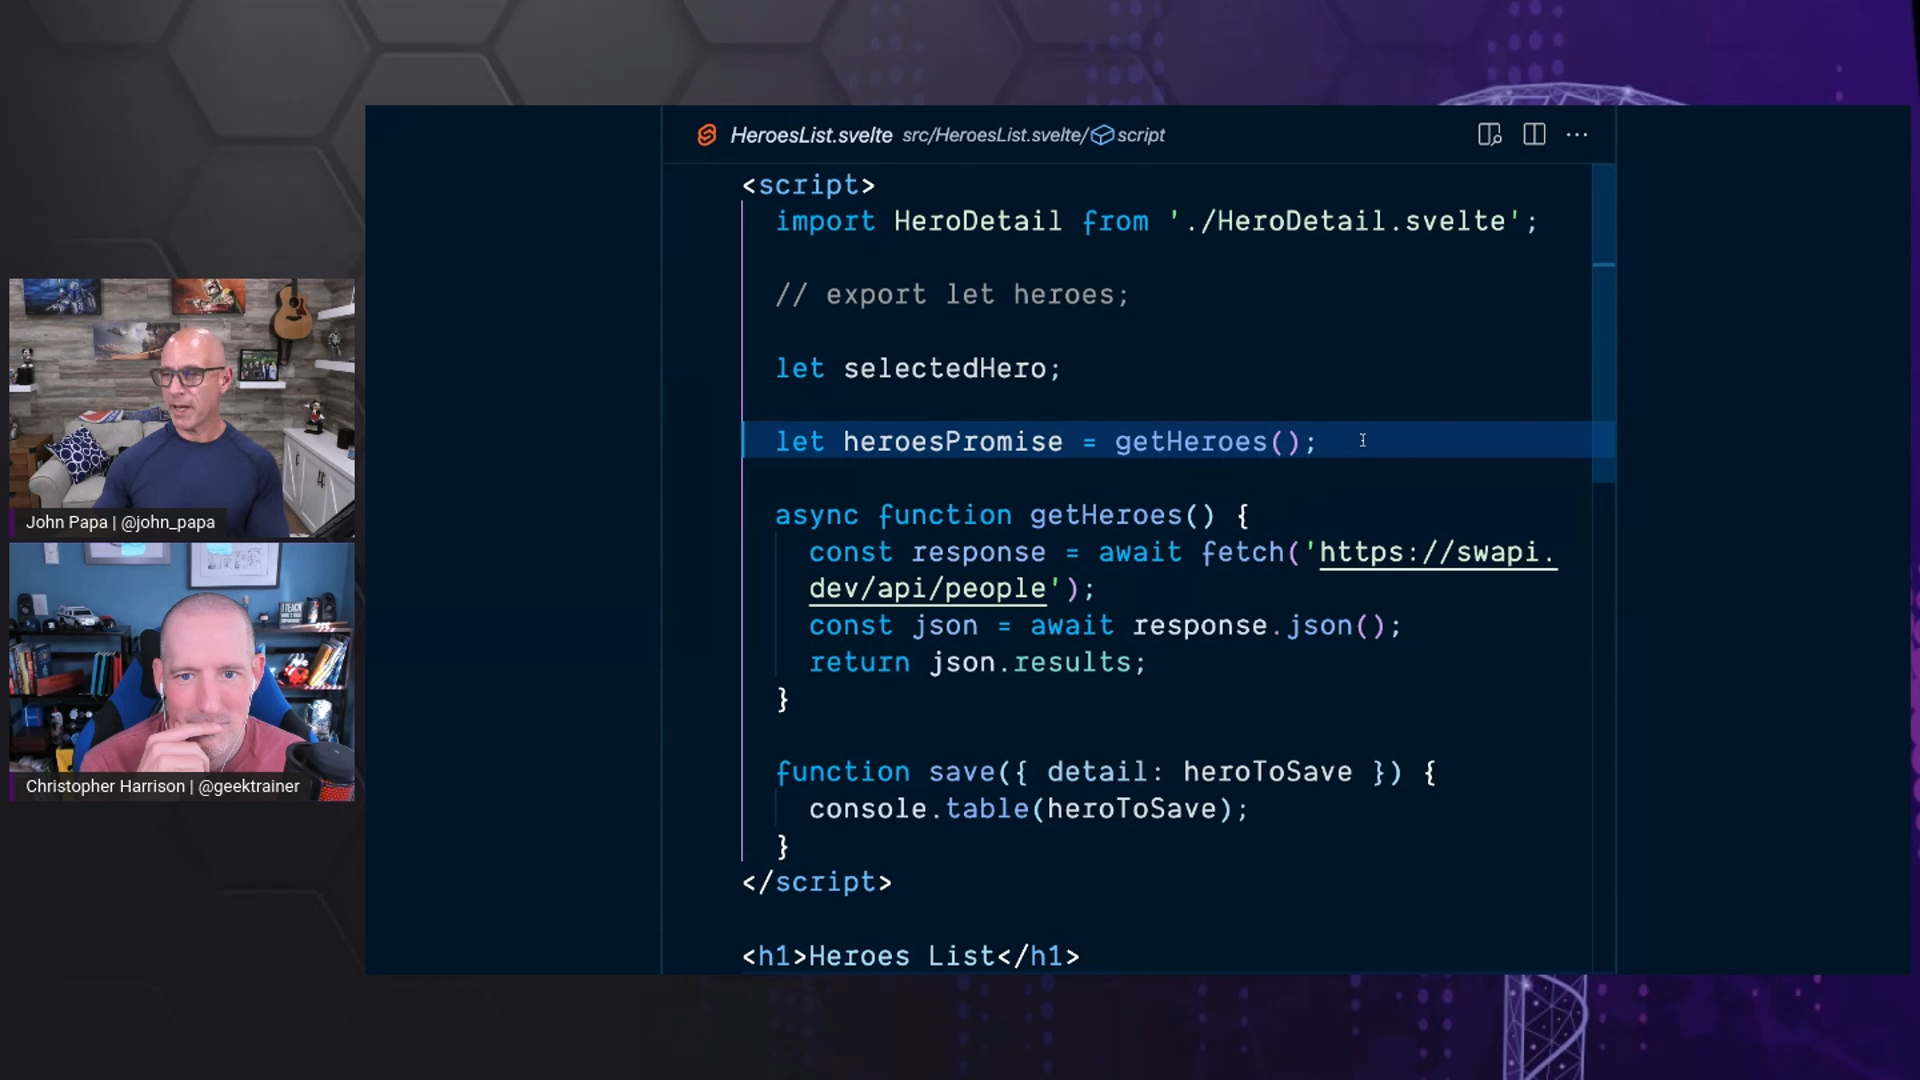 HeroesList.svelte src/HeroesList.svelte/ script
<script>
import HeroDetail from './HeroDetail.svelte';
// export let heroes;
let selectedHero;
let heroesPromise = getHeroes();
async function getHeroes() {
const response = await fetch('https://swapi.
dev/api/people');
const json = await response.json();
return json.results;
}
function save({ detail: heroToSave }) {
console.table(heroToSave);
}
</script>
<h1>Heroes List</h1>
John Papa | @john_papa
I TEACH
Christopher Harrison | @geektrainer